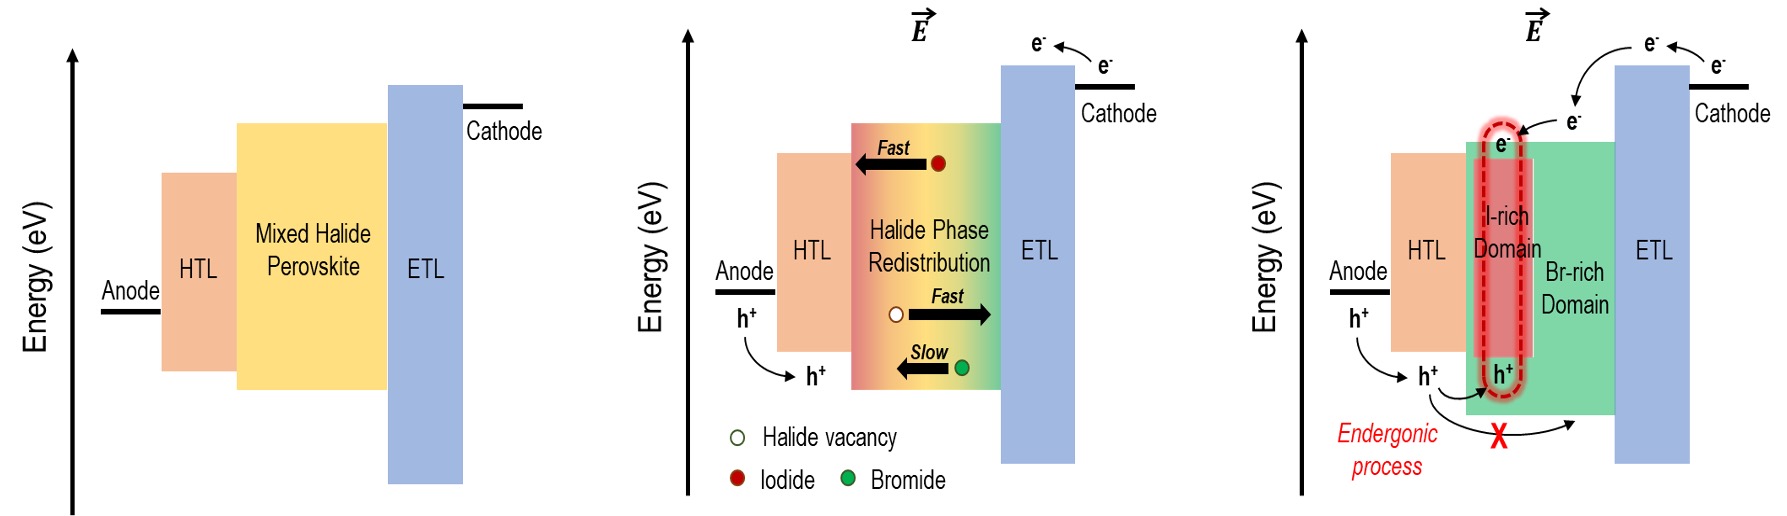 Energy (eV)
Anode
HTL
Mixed Halide
Perovskite
ETL
Cathode
E
Energy (eV)
Anode
h+
h+
HTL
Fast
Halide Phase
Redistribution
Fast
Slow
ETL
e-
e-
Cathode
Halide vacancy
Iodide
Bromide
E
Energy (eV)
Anode
h+
h+
HTL
e-
I-rich
Domain
h+
Br-rich
Domain
e-
ETL
e-
e-
Cathode
X
Endergonic
process